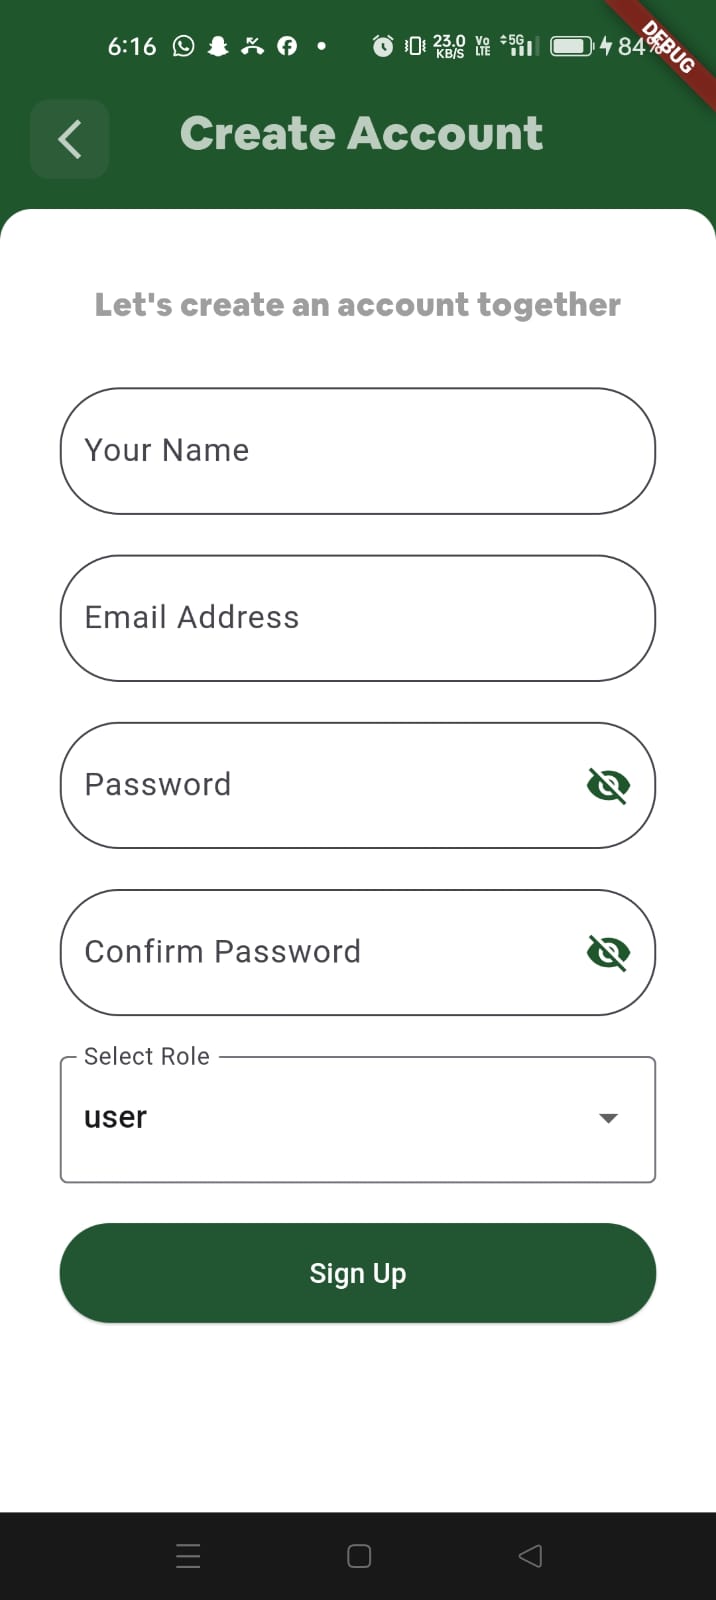 6:16 23.0 KB/S Vo LTE 5G 84%
DEBUG
Create Account
Let's create an account together
Your Name
Email Address
Password
Confirm Password
Select Role
user
Sign Up